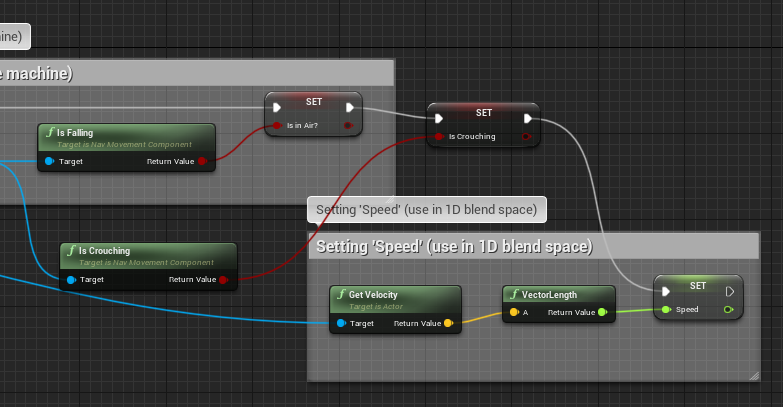 ine)
e machine)
SET
Is in Air?
SET
Is Crouching
f Is Falling
Target is Nav Movement Component
Target Return Value
Setting 'Speed' (use in 1D blend space)
Setting 'Speed' (use in 1D blend space)
f Is Crouching
Target is Nav Movement Component
Target Return Value
f Get Velocity
Target is Actor
Target Return Value
f VectorLength
A Return Value
SET
Speed